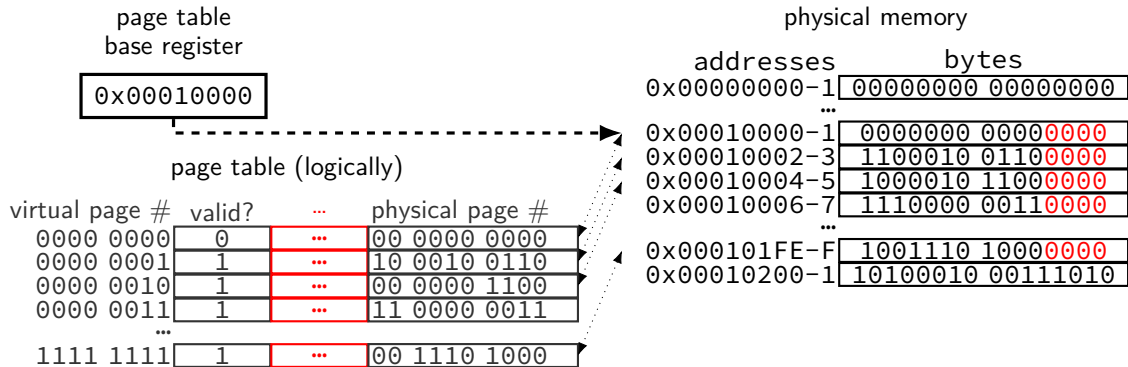 page table
base register
0x00010000
page table (logically)
virtual page # valid? ... physical page #
0000 0000 0 ... 00 0000 0000
0000 0001 1 ... 10 0010 0110
0000 0010 1 ... 00 0000 1100
0000 0011 1 ... 11 0000 0011
...
1111 1111 1 ... 00 1110 1000
physical memory
addresses bytes
0x00000000-1 00000000 00000000
...
0x00010000-1 0000000 00000000
0x00010002-3 1100010 01100000
0x00010004-5 1000010 11000000
0x00010006-7 1110000 00110000
...
0x000101FE-F 1001110 10000000
0x00010200-1 10100010 00111010